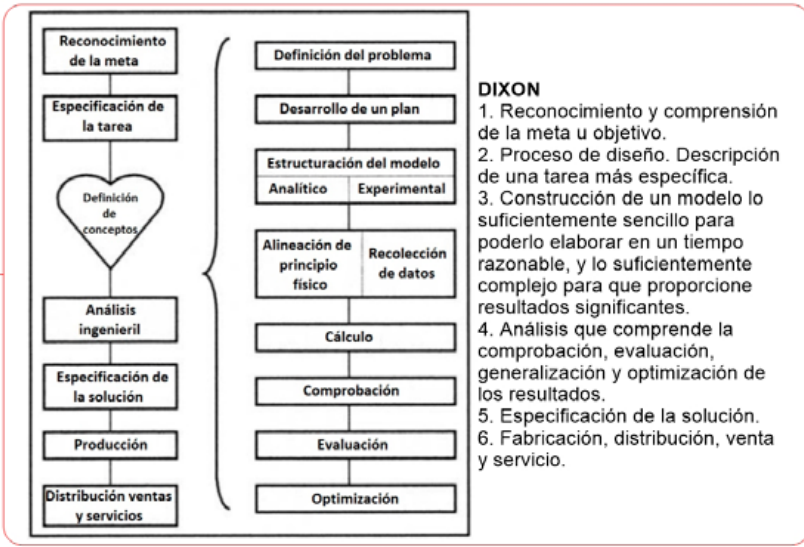 Reconocimiento
de la meta
Especificación de
la tarea
Definición
de
conceptos
Análisis
ingenieril
Especificación de
la solución
Producción
Distribución ventas
y servicios
Definición del problema
Desarrollo de un plan
Estructuración del modelo
Analítico
Experimental
Alineación de
principio
físico
Recolección
de datos
Cálculo
Comprobación
Evaluación
Optimización
DIXON
1. Reconocimiento y comprensión
de la meta u objetivo.
2. Proceso de diseño. Descripción
de una tarea más específica.
3. Construcción de un modelo lo
suficientemente sencillo para
poderlo elaborar en un tiempo
razonable, y lo suficientemente
complejo para que proporcione
resultados significantes.
4. Análisis que comprende la
comprobación, evaluación,
generalización y optimización de
los resultados.
5. Especificación de la solución.
6. Fabricación, distribución, venta
y servicio.